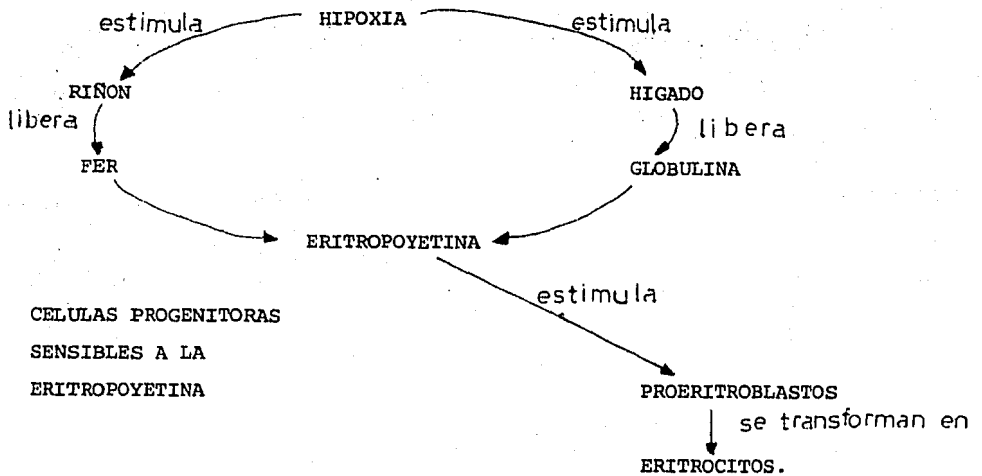 estimula HIPOXIA estimula
RIÑON HIGADO
libera libera
FER GLOBULINA
ERITROPOYETINA
estimula
CELULAS PROGENITORAS
SENSIBLES A LA
ERITROPOYETINA
PROERITROBLASTOS
se transforman en
ERITROCITOS.